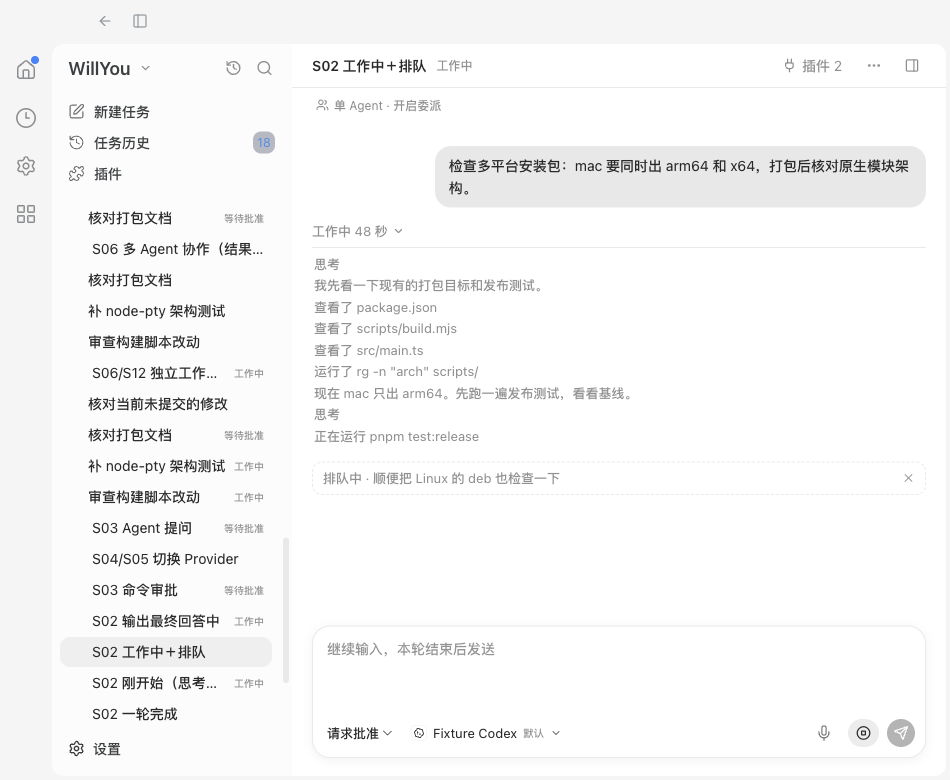 WillYou
新建任务
任务历史 18
插件
核对打包文档 等待批准
S06 多 Agent 协作（结果...
核对打包文档
补 node-pty 架构测试
审查构建脚本改动
S06/S12 独立工作... 工作中
核对当前未提交的修改
核对打包文档 等待批准
补 node-pty 架构测试 工作中
审查构建脚本改动 工作中
S03 Agent 提问 等待批准
S04/S05 切换 Provider
S03 命令审批 等待批准
S02 输出最终回答中 工作中
S02 工作中＋排队
S02 刚开始（思考... 工作中
S02 一轮完成
设置
S02 工作中＋排队 工作中
插件 2
单 Agent · 开启委派
检查多平台安装包：mac 要同时出 arm64 和 x64，打包后核对原生模块架
构。
工作中 48 秒
思考
我先看一下现有的打包目标和发布测试。
查看了 package.json
查看了 scripts/build.mjs
查看了 src/main.ts
运行了 rg -n "arch" scripts/
现在 mac 只出 arm64。先跑一遍发布测试，看看基线。
思考
正在运行 pnpm test:release
排队中 · 顺便把 Linux 的 deb 也检查一下
继续输入，本轮结束后发送
请求批准 Fixture Codex 默认